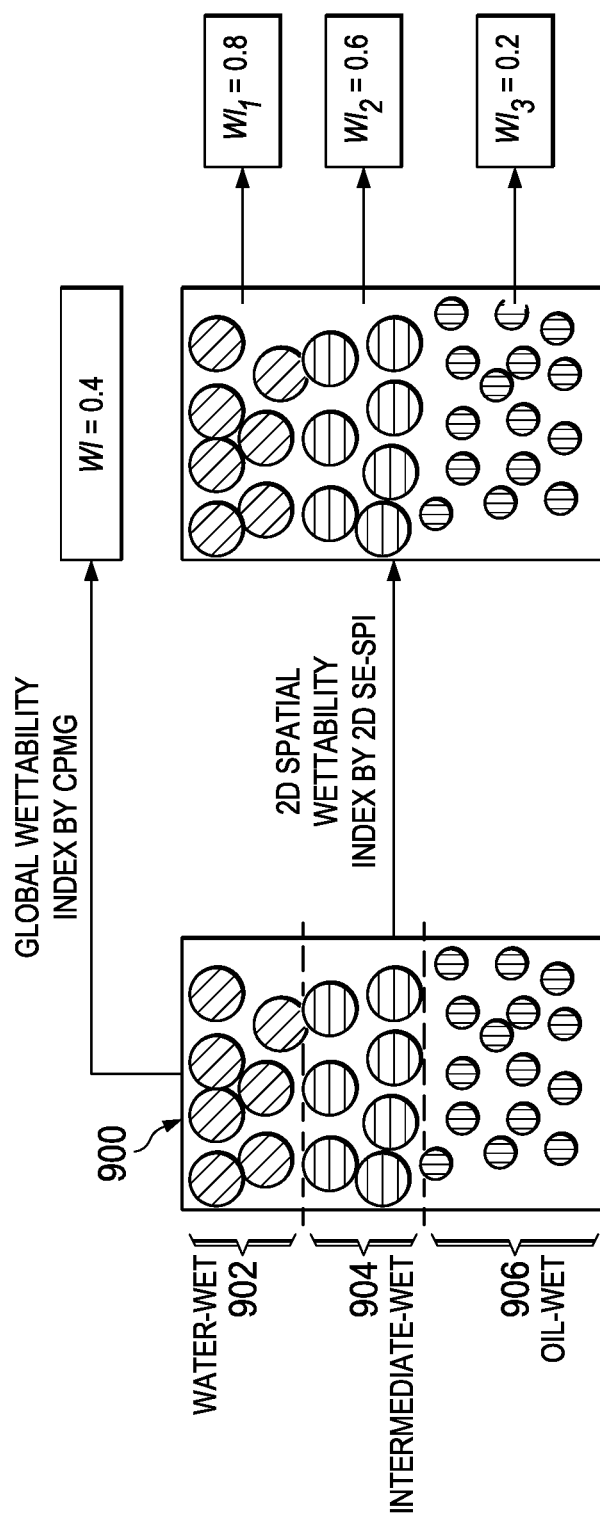 GLOBAL WETTABILITY
INDEX BY CPMG
WI = 0.4
900
WATER-WET
902
904
INTERMEDIATE-WET
906
OIL-WET
2D SPATIAL
WETTABILITY
INDEX BY 2D SE-SPI
WI1 = 0.8
WI2 = 0.6
WI3 = 0.2